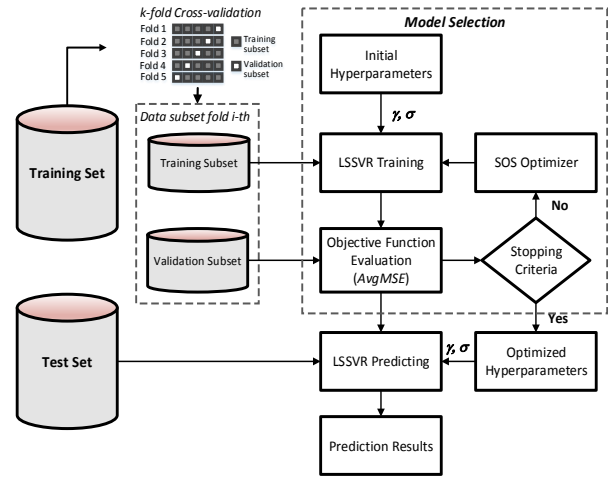 k-fold Cross-validation
Fold 1
Fold 2
Fold 3
Fold 4
Fold 5
Training
subset
Validation
subset
Model Selection
Initial
Hyperparameters
γ, σ
Data subset fold i-th
Training Set
Training Subset
LSSVR Training
SOS Optimizer
No
Validation Subset
Objective Function
Evaluation
(AvgMSE)
Stopping
Criteria
Yes
Test Set
LSSVR Predicting
γ, σ
Optimized
Hyperparameters
Prediction Results